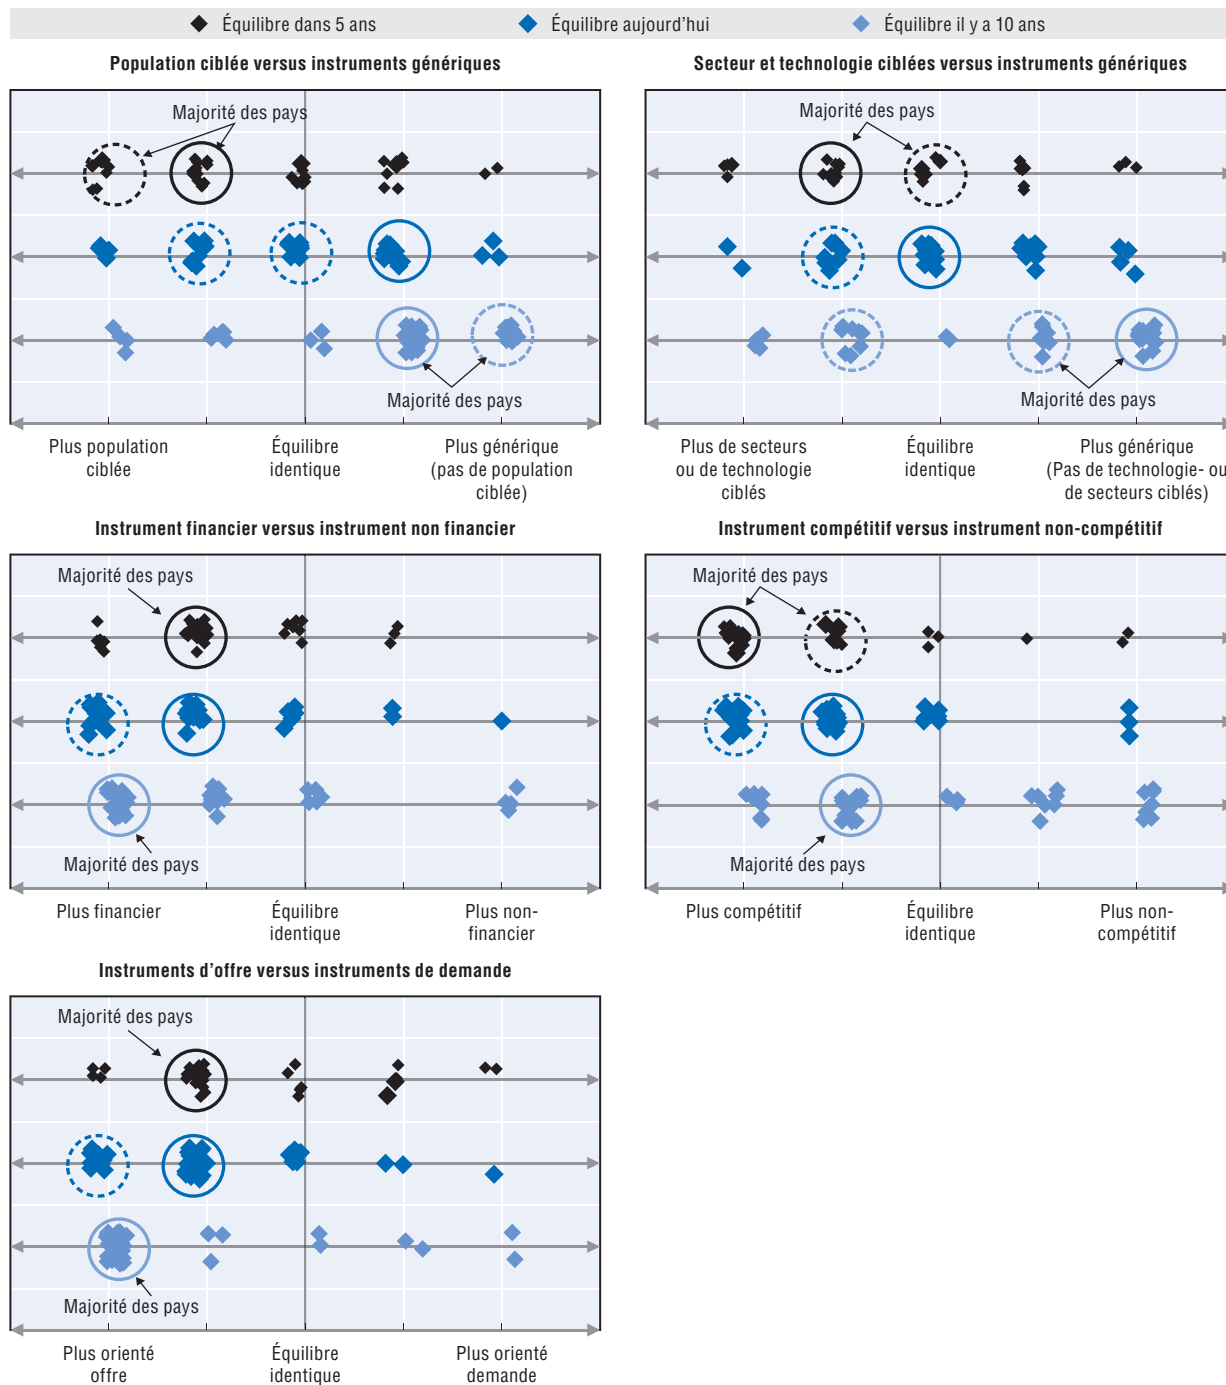 Équilibre dans 5 ans
Équilibre aujourd'hui
Équilibre il y a 10 ans
Population ciblée versus instruments génériques
Majorité des pays
Majorité des pays
Plus population
ciblée
Équilibre
identique
Plus générique
(pas de population
ciblée)
Secteur et technologie ciblées versus instruments génériques
Majorité des pays
Majorité des pays
Plus de secteurs
ou de technologie
ciblés
Équilibre
identique
Plus générique
(Pas de technologie- ou
de secteurs ciblés)
Instrument financier versus instrument non financier
Majorité des pays
Majorité des pays
Plus financier
Équilibre
identique
Plus non-
financier
Instrument compétitif versus instrument non-compétitif
Majorité des pays
Majorité des pays
Plus compétitif
Équilibre
identique
Plus non-
compétitif
Instruments d'offre versus instruments de demande
Majorité des pays
Majorité des pays
Plus orienté
offre
Équilibre
identique
Plus orienté
demande